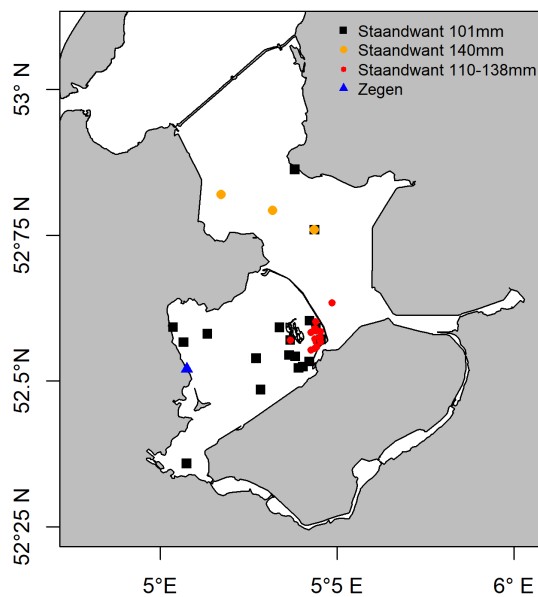 Staandwant 101mm
Staandwant 140mm
Staandwant 110-138mm
Zegen
53° N
52°75 N
52°5 N
52°25 N
5° E
5°5 E
6° E